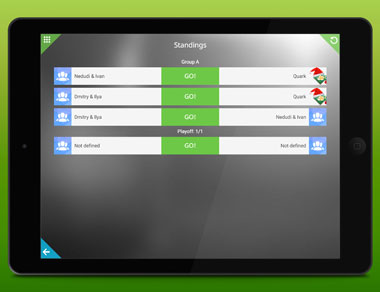 Standings
Group A
Nedudi & Ivan GO! Quark
Dmitry & Ilya GO! Quark
Dmitry & Ilya GO! Nedudi & Ivan
Playoff: 1/1
Not defined GO! Not defined